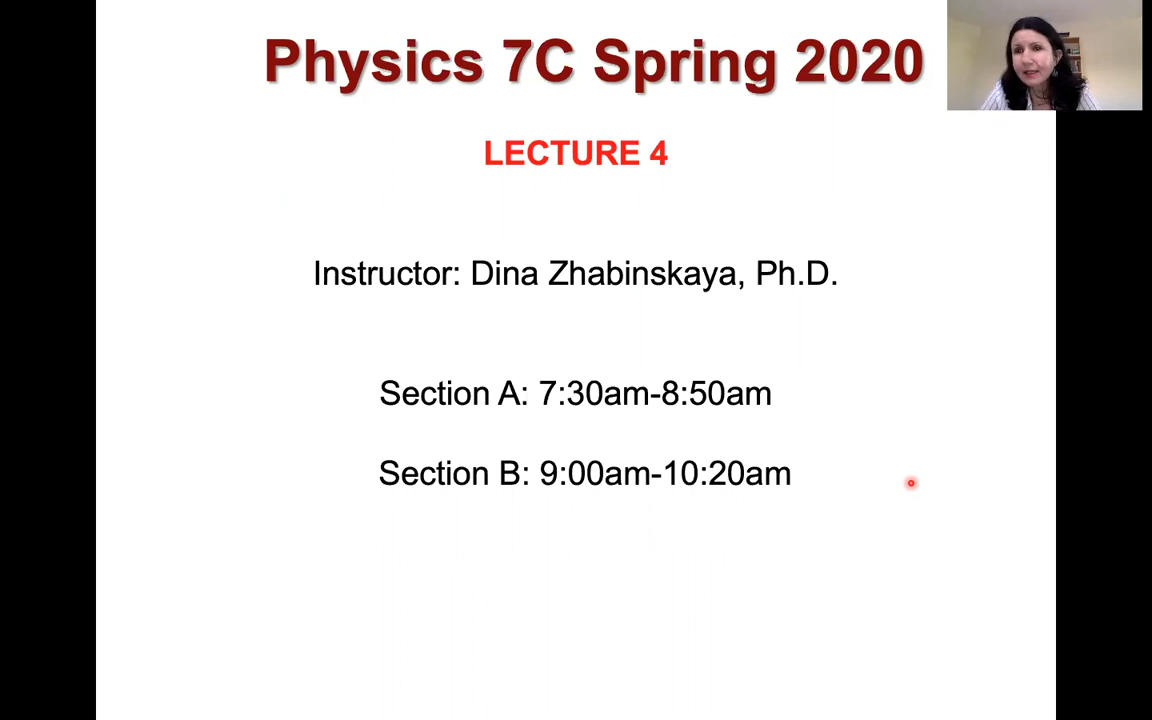 Physics 7C Spring 2020
LECTURE 4
Instructor: Dina Zhabinskaya, Ph.D.
Section A: 7:30am-8:50am
Section B: 9:00am-10:20am